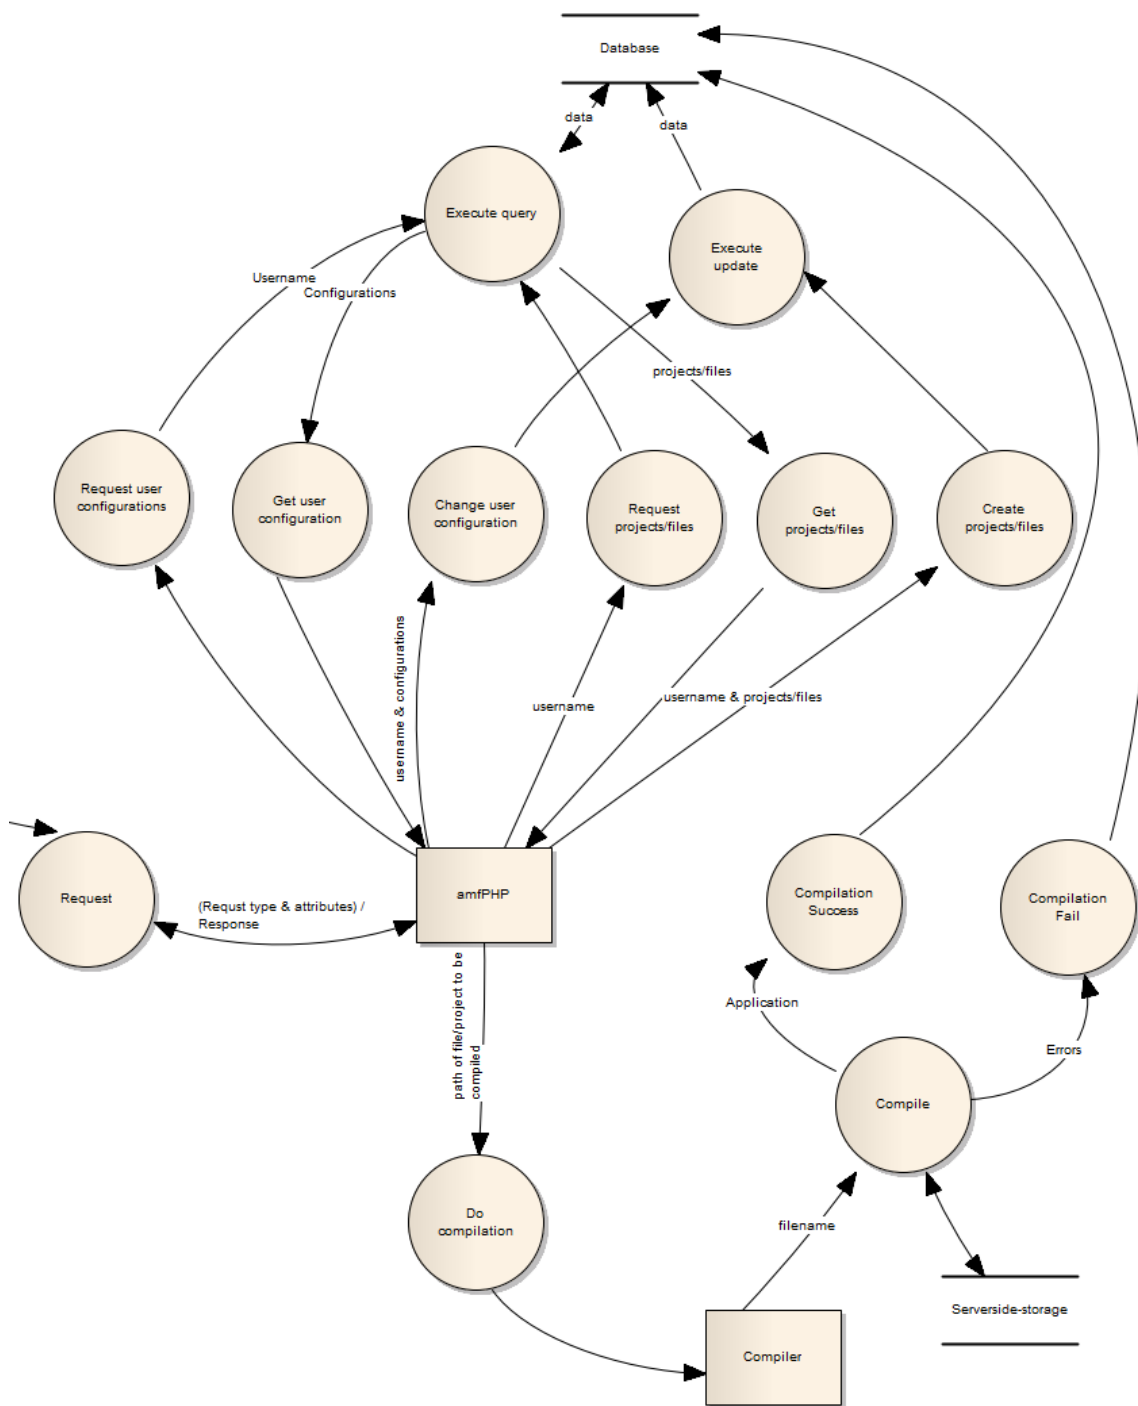 Database
data
data
Execute query
Execute
update
Username
Configurations
projects/files
Request user
configurations
Get user
configuration
Change user
configuration
Request
projects/files
Get
projects/files
Create
projects/files
username & configurations
username
username & projects/files
Request
(Requst type & attributes) /
Response
amfPHP
Compilation
Success
Compilation
Fail
path of file/project to be
compiled
Application
Errors
Compile
Do
compilation
filename
Serverside-storage
Compiler